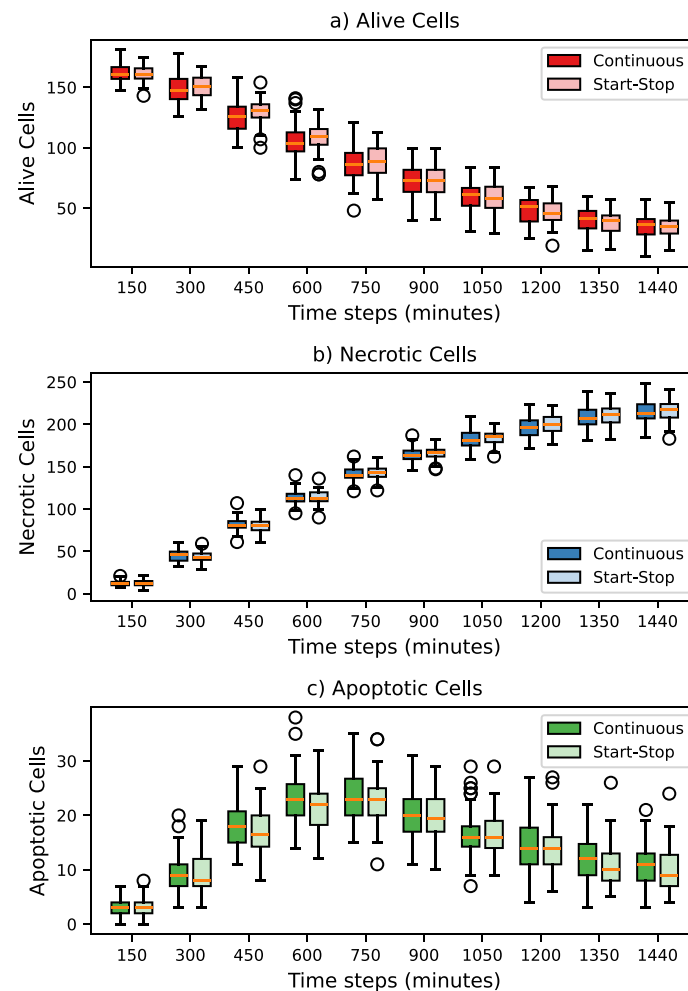 a) Alive Cells
Continuous
Start-Stop
150
100
50
Alive Cells
150 300 450 600 750 900 1050 1200 1350 1440
Time steps (minutes)
b) Necrotic Cells
250
200
150
100
50
0
Necrotic Cells
Continuous
Start-Stop
150 300 450 600 750 900 1050 1200 1350 1440
Time steps (minutes)
c) Apoptotic Cells
Continuous
Start-Stop
30
20
10
0
Apoptotic Cells
150 300 450 600 750 900 1050 1200 1350 1440
Time steps (minutes)